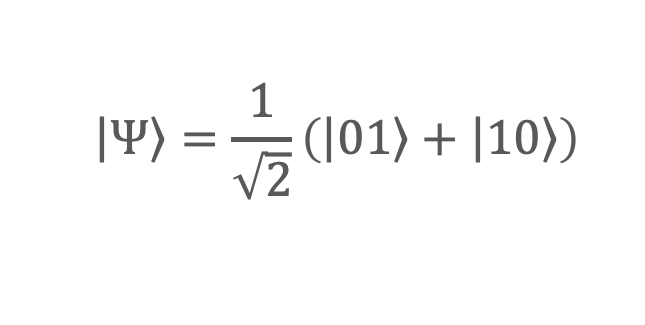 |Ψ⟩ = 1/√2 (|01⟩ + |10⟩)